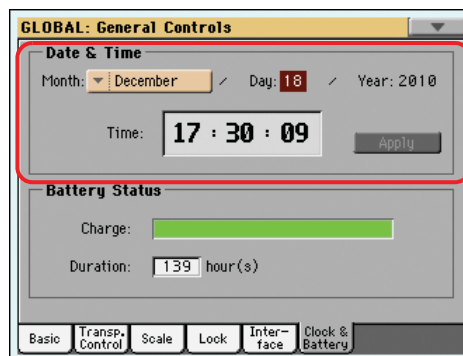 GLOBAL: General Controls
Date & Time
Month: December / Day: 18 / Year: 2010
Time: 17 : 30 : 09
Apply
Battery Status
Charge:
Duration: 139 hour(s)
Basic Transp. Control Scale Lock Inter- face Clock & Battery